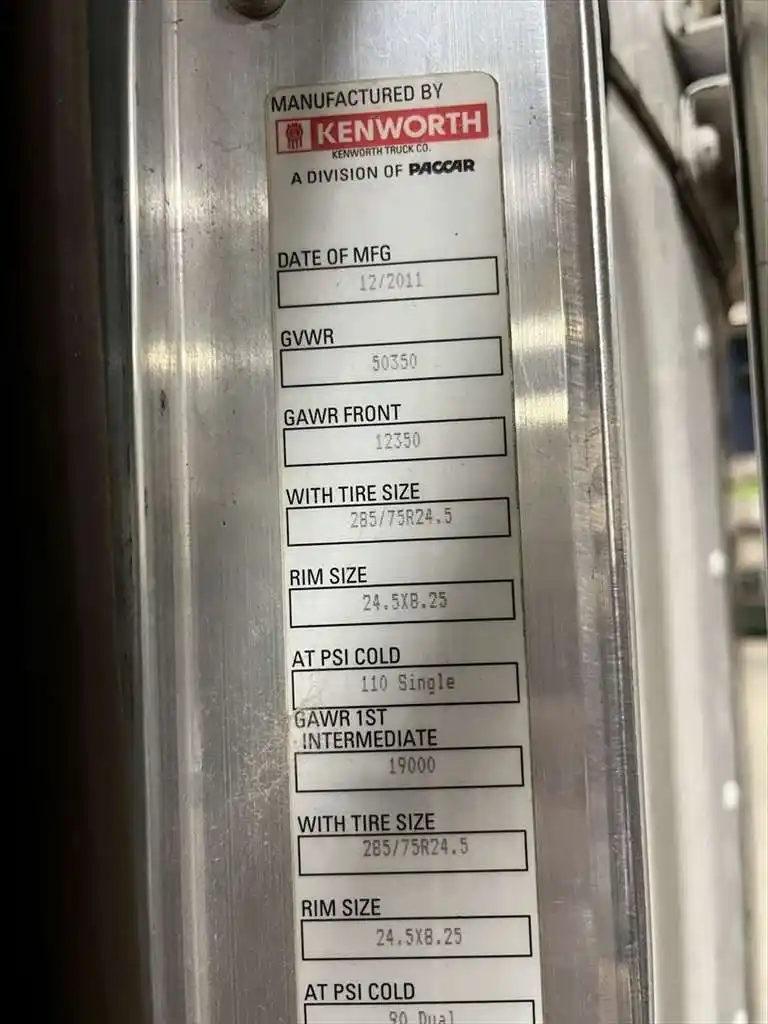 MANUFACTURED BY
KENWORTH
KENWORTH TRUCK CO.
A DIVISION OF PACCAR
DATE OF MFG
12/2011
GVWR
50350
GAWR FRONT
12350
WITH TIRE SIZE
285/75R24.5
RIM SIZE
24.5X8.25
AT PSI COLD
110 Single
GAWR 1ST
INTERMEDIATE
19000
WITH TIRE SIZE
285/75R24.5
RIM SIZE
24.5X8.25
AT PSI COLD
90 Dual